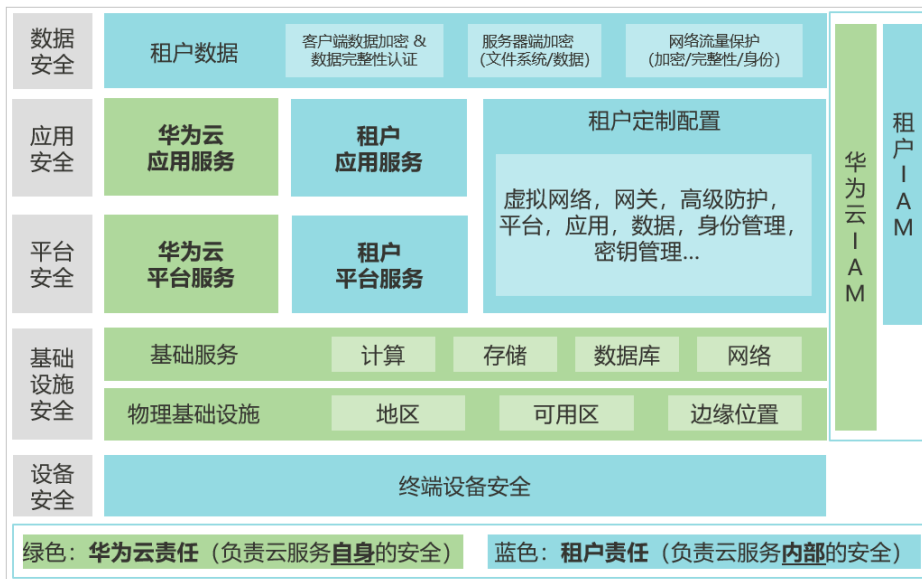 数据
安全
租户数据
客户端数据加密 &
数据完整性认证
服务器端加密
(文件系统/数据)
网络流量保护
(加密/完整性/身份)
应用
安全
华为云
应用服务
租户
应用服务
租户定制配置
虚拟网络，网关，高级防护，
平台，应用，数据，身份管理，
密钥管理...
平台
安全
华为云
平台服务
租户
平台服务
基础
设施
安全
基础服务
计算
存储
数据库
网络
物理基础设施
地区
可用区
边缘位置
设备
安全
终端设备安全
华为云IAM
租户IAM
绿色：华为云责任（负责云服务自身的安全）
蓝色：租户责任（负责云服务内部的安全）